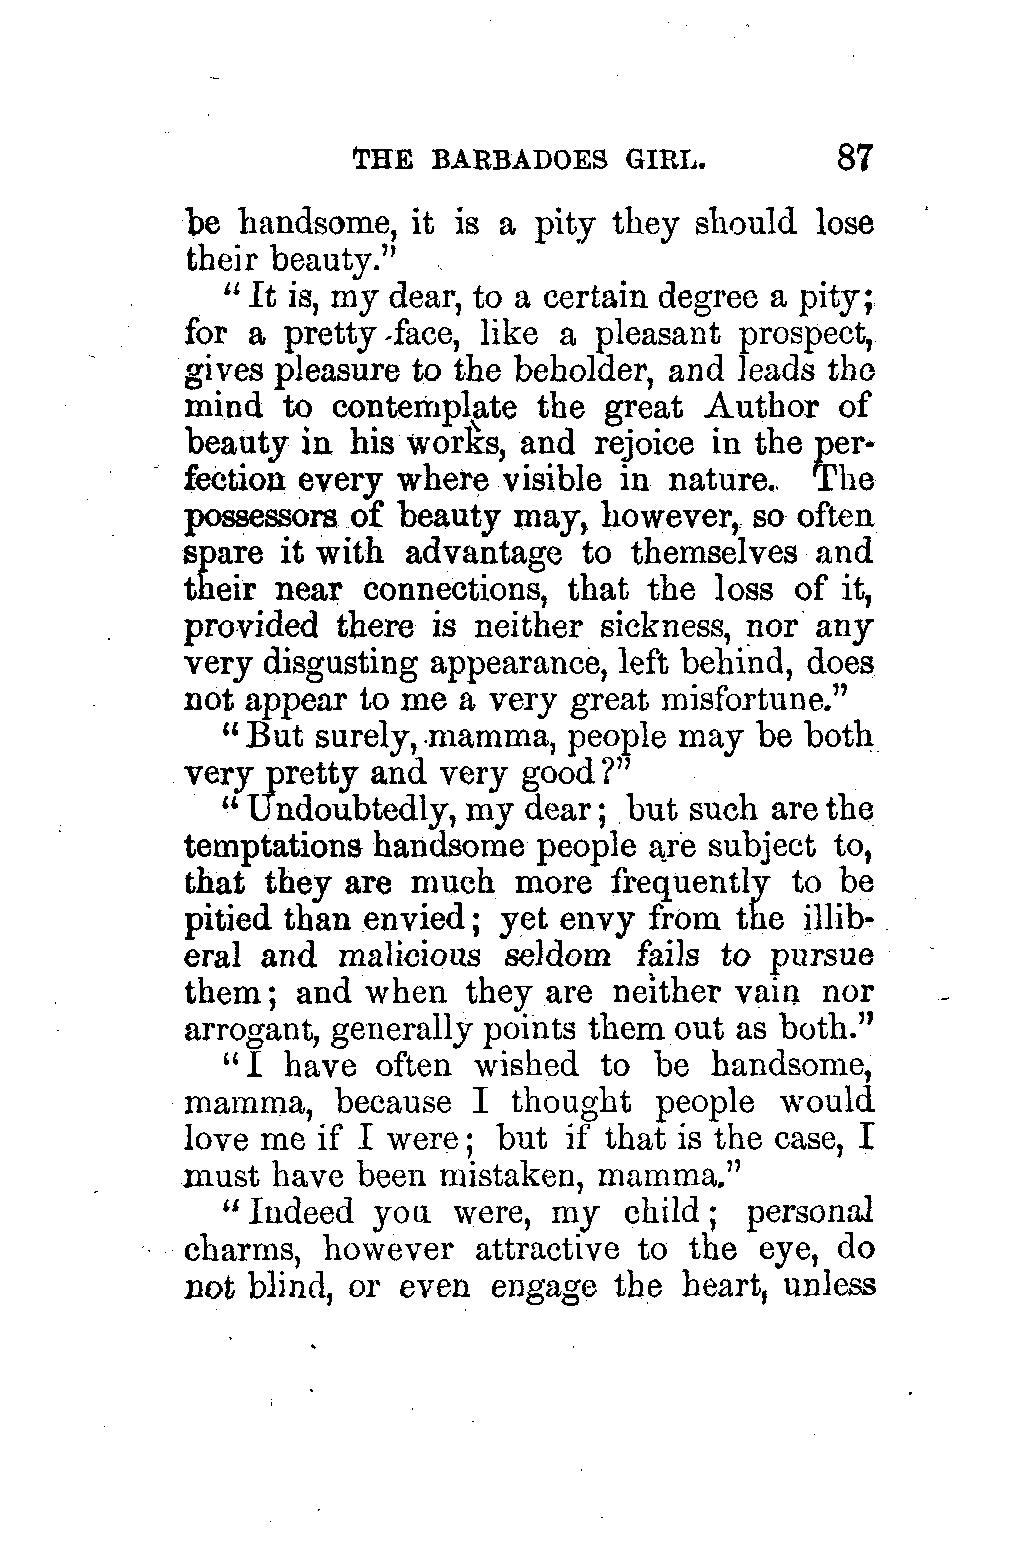 THE BARBADOES GIRL. 87
be handsome, it is a pity they should lose
their beauty."
"It is, my dear, to a certain degree a pity;
for a pretty face, like a pleasant prospect,
gives pleasure to the beholder, and leads the
mind to contemplate the great Author of
beauty in his works, and rejoice in the per-
fection every where visible in nature. The
possessors of beauty may, however, so often
spare it with advantage to themselves and
their near connections, that the loss of it,
provided there is neither sickness, nor any
very disgusting appearance, left behind, does
not appear to me a very great misfortune."
"But surely, mamma, people may be both
very pretty and very good?"
"Undoubtedly, my dear; but such are the
temptations handsome people are subject to,
that they are much more frequently to be
pitied than envied; yet envy from the illib-
eral and malicious seldom fails to pursue
them; and when they are neither vain nor
arrogant, generally points them out as both."
"I have often wished to be handsome,
mamma, because I thought people would
love me if I were; but if that is the case, I
must have been mistaken, mamma."
"Indeed you were, my child; personal
charms, however attractive to the eye, do
not blind, or even engage the heart, unless